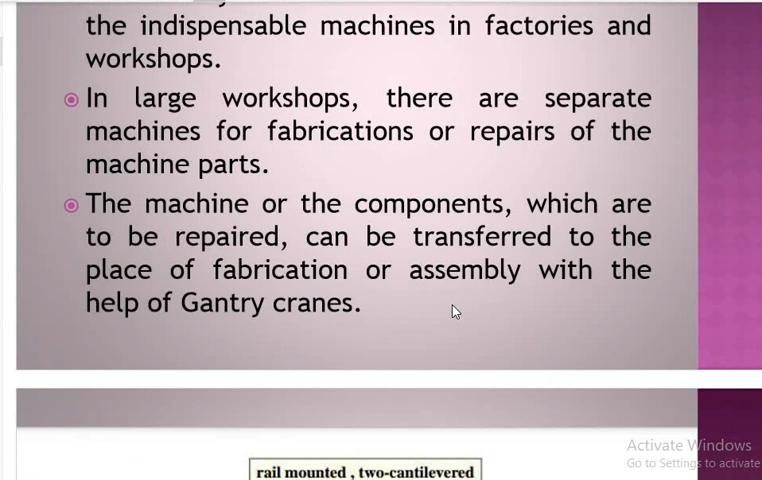 the indispensable machines in factories and
workshops.
In large workshops, there are separate
machines for fabrications or repairs of the
machine parts.
The machine or the components, which are
to be repaired, can be transferred to the
place of fabrication or assembly with the
help of Gantry cranes.
rail mounted , two-cantilevered
Activate Windows
Go to Settings to activate